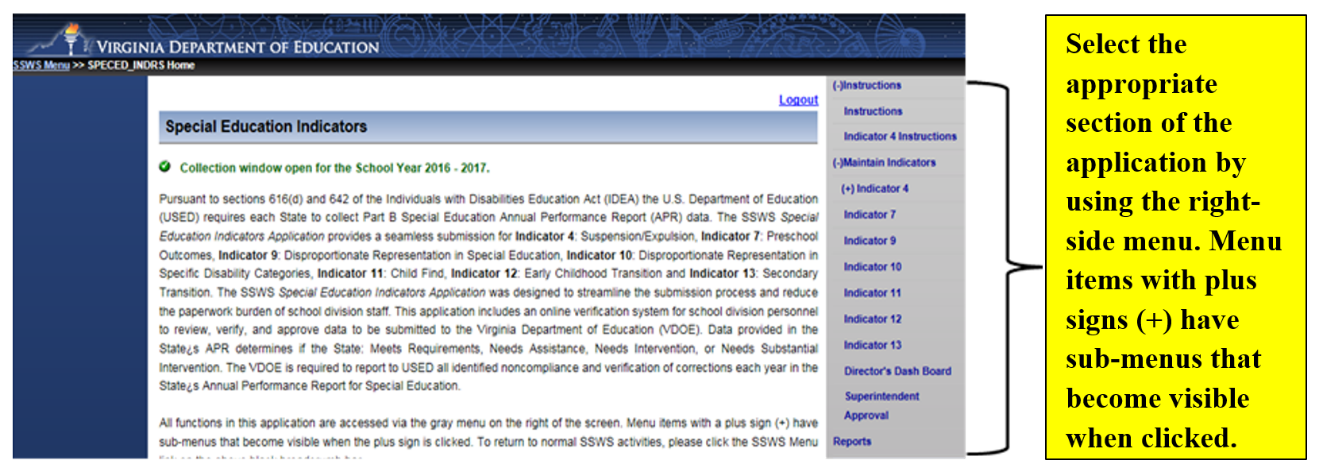 VIRGINIA DEPARTMENT OF EDUCATION
SSWS Menu >> SPECED_INDRS Home
Logout
Special Education Indicators
Collection window open for the School Year 2016 - 2017.
Pursuant to sections 616(d) and 642 of the Individuals with Disabilities Education Act (IDEA) the U.S. Department of Education
(USED) requires each State to collect Part B Special Education Annual Performance Report (APR) data. The SSWS Special
Education Indicators Application provides a seamless submission for Indicator 4: Suspension/Expulsion, Indicator 7: Preschool
Outcomes, Indicator 9: Disproportionate Representation in Special Education, Indicator 10: Disproportionate Representation in
Specific Disability Categories, Indicator 11: Child Find, Indicator 12: Early Childhood Transition and Indicator 13: Secondary
Transition. The SSWS Special Education Indicators Application was designed to streamline the submission process and reduce
the paperwork burden of school division staff. This application includes an online verification system for school division personnel
to review, verify, and approve data to be submitted to the Virginia Department of Education (VDOE). Data provided in the
State¿s APR determines if the State: Meets Requirements, Needs Assistance, Needs Intervention, or Needs Substantial
Intervention. The VDOE is required to report to USED all identified noncompliance and verification of corrections each year in the
State¿s Annual Performance Report for Special Education.
All functions in this application are accessed via the gray menu on the right of the screen. Menu items with a plus sign (+) have
sub-menus that become visible when the plus sign is clicked. To return to normal SSWS activities, please click the SSWS Menu
(-)Instructions
Instructions
Indicator 4 Instructions
(-)Maintain Indicators
(+) Indicator 4
Indicator 7
Indicator 9
Indicator 10
Indicator 11
Indicator 12
Indicator 13
Director's Dash Board
Superintendent
Approval
Reports
Select the
appropriate
section of the
application by
using the right-
side menu. Menu
items with plus
signs (+) have
sub-menus that
become visible
when clicked.